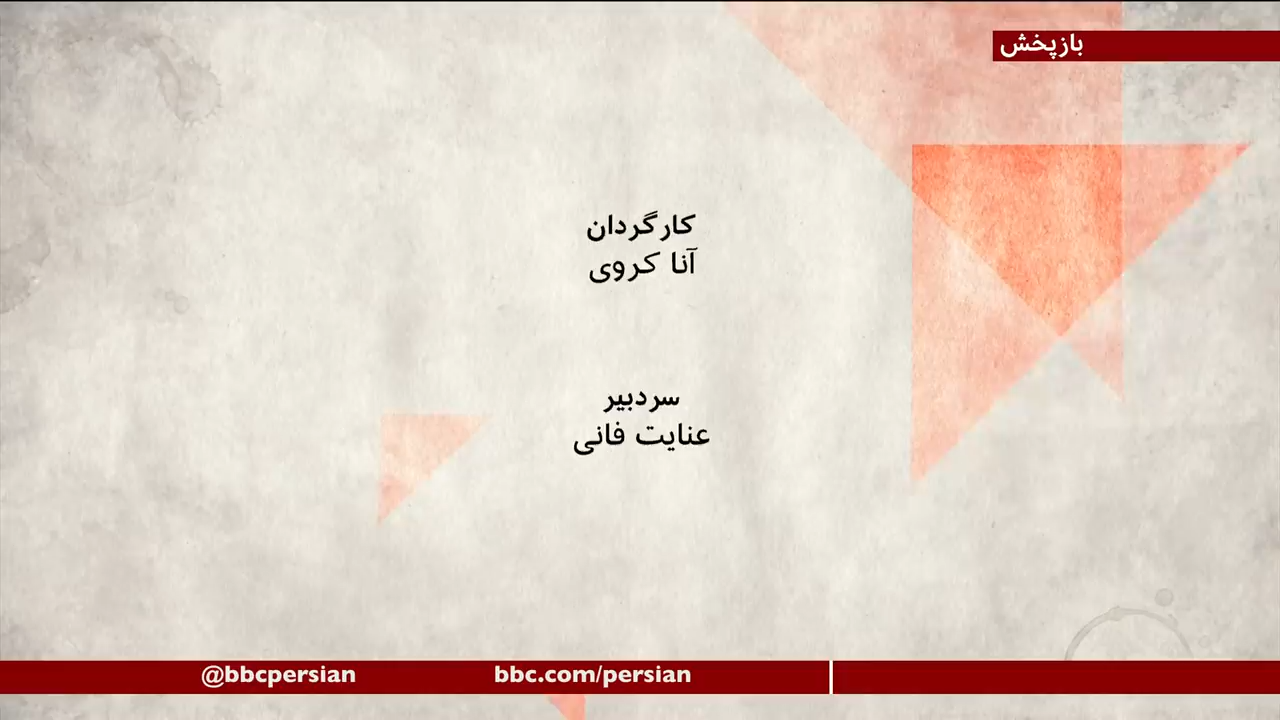 بازپخش
کارگردان
آنا کروی
سردبیر
عنایت فانی
@bbcpersian
bbc.com/persian